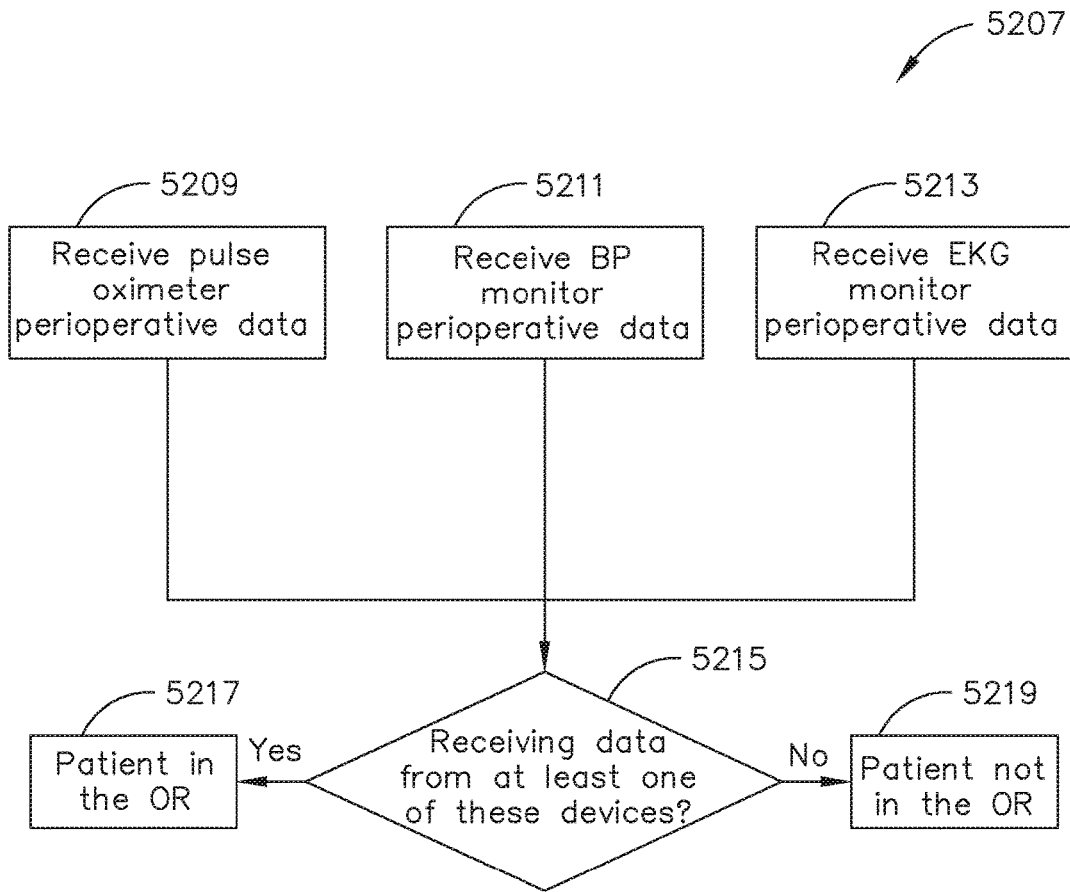 5207
5209
5211
5213
Receive pulse
oximeter
perioperative data
Receive BP
monitor
perioperative data
Receive EKG
monitor
perioperative data
5215
5217
5219
Yes
No
Patient in
the OR
Receiving data
from at least one
of these devices?
Patient not
in the OR